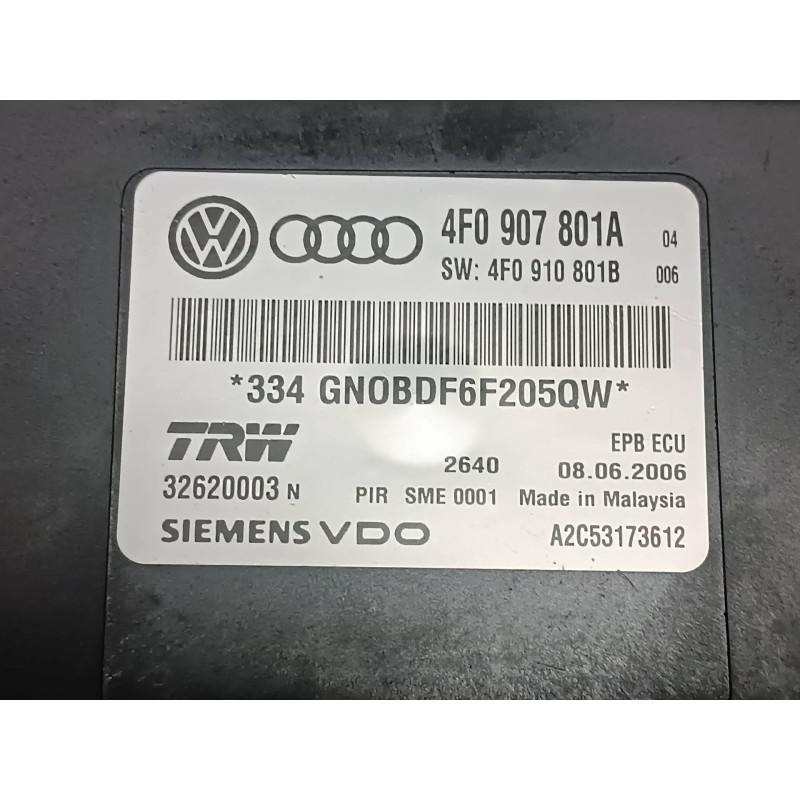 4F0 907 801A 04
SW: 4F0 910 801B 006
*334 GN0BDF6F205QW*
TRW EPB ECU
2640 08.06.2006
32620003 N PIR SME 0001 Made in Malaysia
SIEMENS VDO A2C53173612